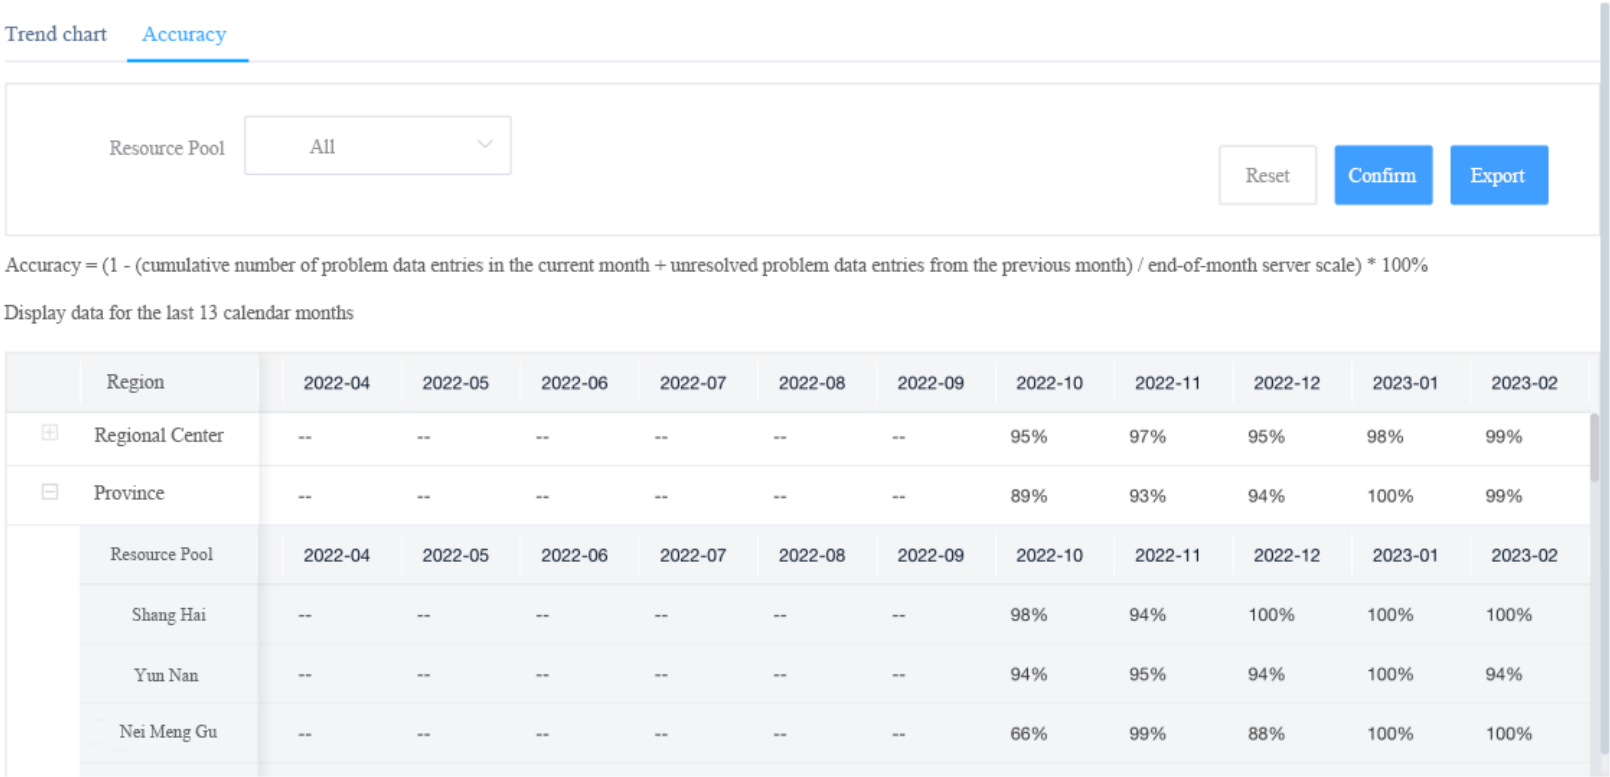 Trend chart Accuracy
Resource Pool All
Reset Confirm Export
Accuracy = (1 - (cumulative number of problem data entries in the current month + unresolved problem data entries from the previous month) / end-of-month server scale) * 100%
Display data for the last 13 calendar months
Region 2022-04 2022-05 2022-06 2022-07 2022-08 2022-09 2022-10 2022-11 2022-12 2023-01 2023-02
Regional Center -- -- -- -- -- -- 95% 97% 95% 98% 99%
Province -- -- -- -- -- -- 89% 93% 94% 100% 99%
Resource Pool 2022-04 2022-05 2022-06 2022-07 2022-08 2022-09 2022-10 2022-11 2022-12 2023-01 2023-02
Shang Hai -- -- -- -- -- -- 98% 94% 100% 100% 100%
Yun Nan -- -- -- -- -- -- 94% 95% 94% 100% 94%
Nei Meng Gu -- -- -- -- -- -- 66% 99% 88% 100% 100%